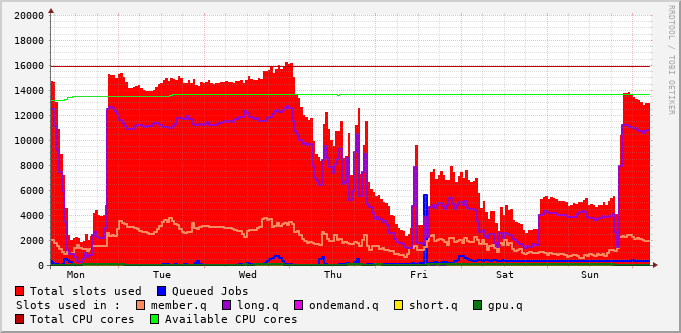 20000
18000
16000
14000
12000
10000
8000
6000
4000
2000
0
Mon Tue Wed Thu Fri Sat Sun
Total slots used Queued Jobs
Slots used in : member.q long.q ondemand.q short.q gpu.q
Total CPU cores Available CPU cores
RRDTOOL / TOBI OETIKER